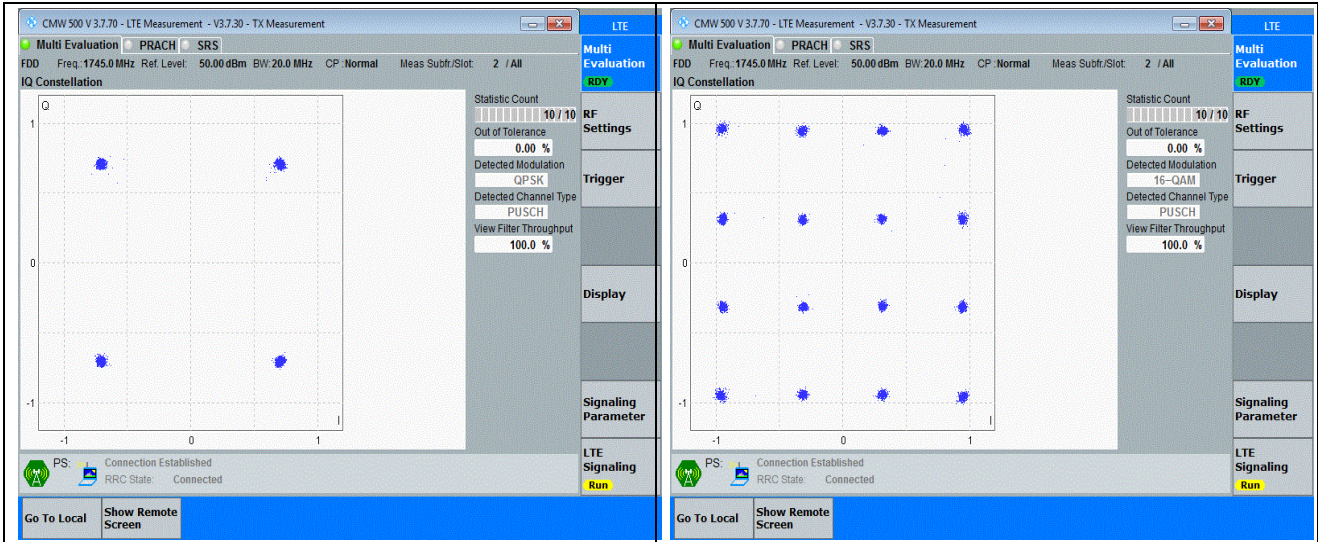 CMW 500 V 3.7.70 - LTE Measurement - V3.7.30 - TX Measurement
LTE
Multi Evaluation PRACH SRS
FDD Freq.: 1745.0 MHz Ref. Level: 50.00 dBm BW: 20.0 MHz CP : Normal Meas Subfr./Slot: 2 / All
IQ Constellation
Q
1
0
-1
-1 0 1
I
Statistic Count
10 / 10
Out of Tolerance
0.00 %
Detected Modulation
QPSK
Detected Channel Type
PUSCH
View Filter Throughput
100.0 %
Multi
Evaluation
RDY
RF
Settings
Trigger
Display
Signaling
Parameter
LTE
Signaling
Run
PS: Connection Established
RRC State: Connected
Go To Local
Show Remote
Screen
CMW 500 V 3.7.70 - LTE Measurement - V3.7.30 - TX Measurement
LTE
Multi Evaluation PRACH SRS
FDD Freq.: 1745.0 MHz Ref. Level: 50.00 dBm BW: 20.0 MHz CP : Normal Meas Subfr./Slot: 2 / All
IQ Constellation
Q
1
0
-1
-1 0 1
I
Statistic Count
10 / 10
Out of Tolerance
0.00 %
Detected Modulation
16-QAM
Detected Channel Type
PUSCH
View Filter Throughput
100.0 %
Multi
Evaluation
RDY
RF
Settings
Trigger
Display
Signaling
Parameter
LTE
Signaling
Run
PS: Connection Established
RRC State: Connected
Go To Local
Show Remote
Screen